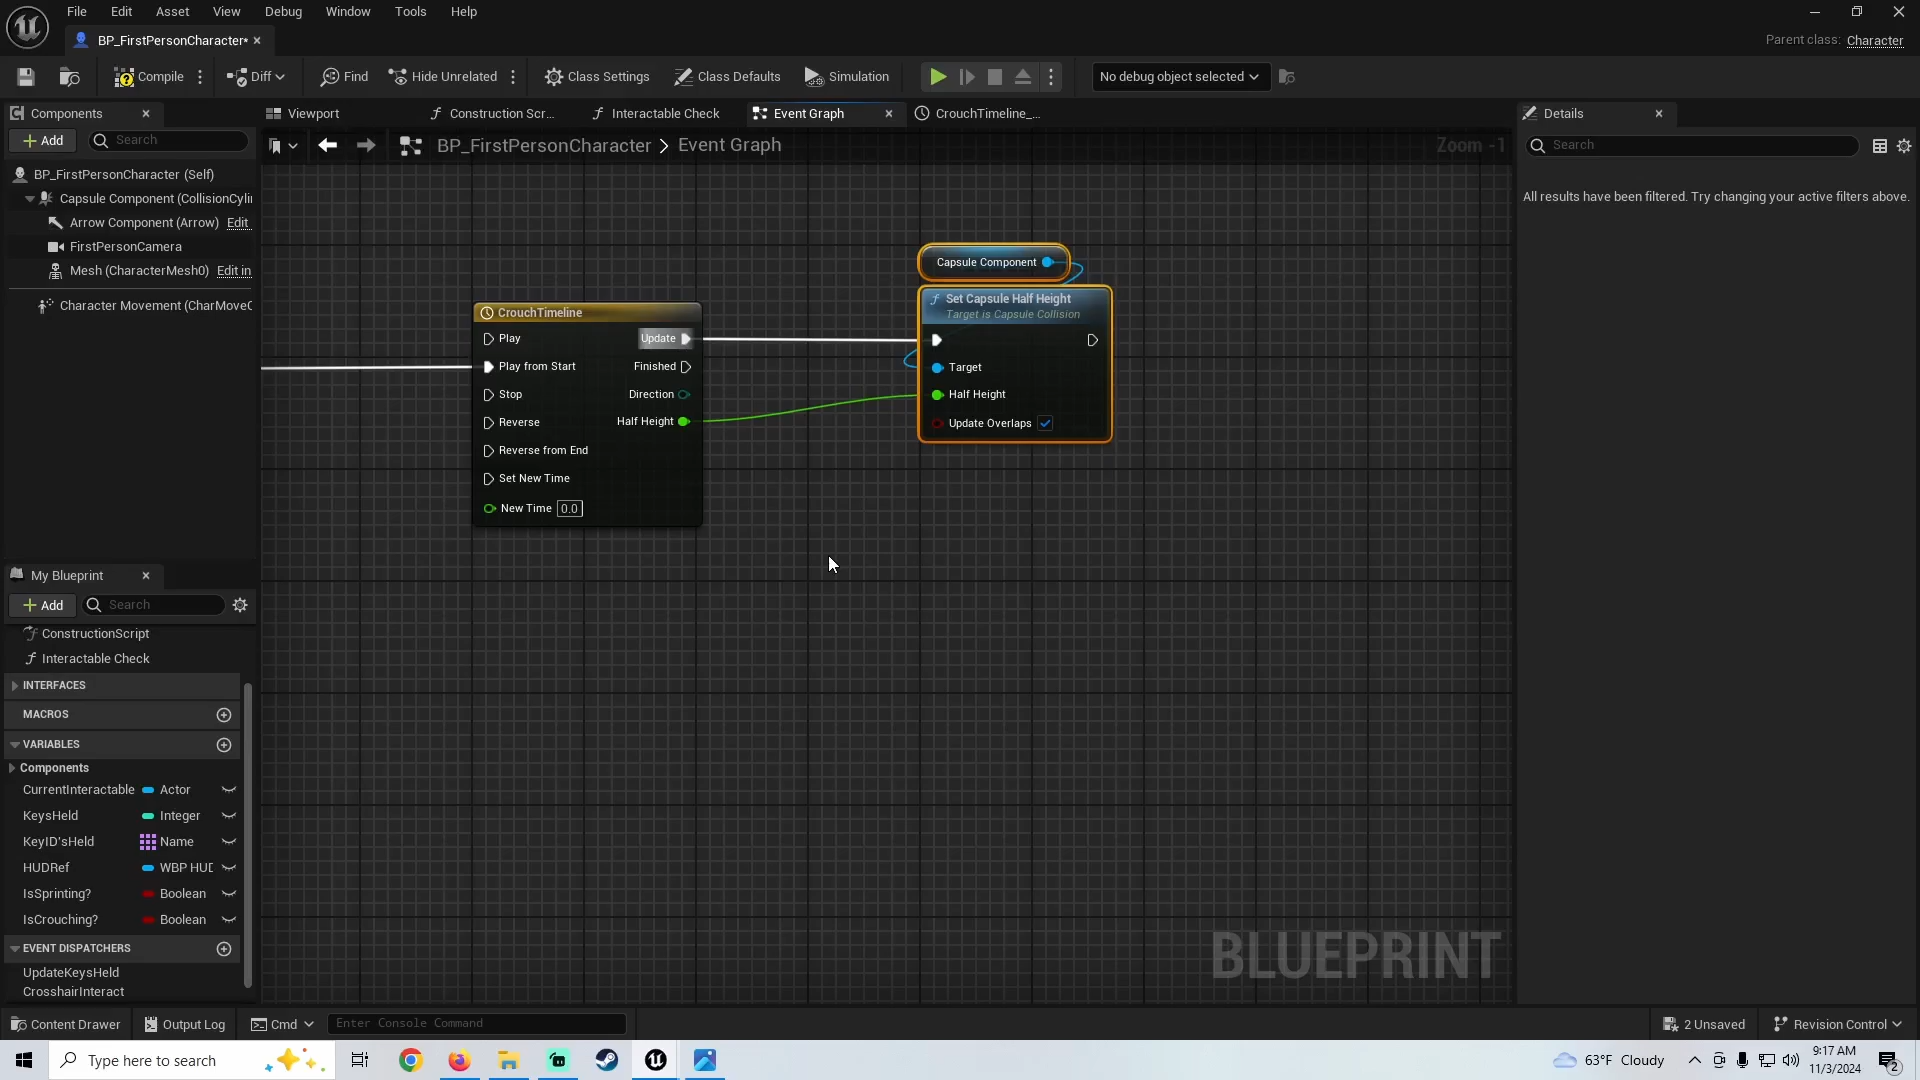 File Edit Asset View Debug Window Tools Help
BP_FirstPersonCharacter*
Parent class: Character
Compile Diff Find Hide Unrelated Class Settings Class Defaults Simulation No debug object selected
Components Viewport Construction Scr... Interactable Check Event Graph CrouchTimeline_... Details
Add Search BP_FirstPersonCharacter Event Graph Zoom -1 Search
BP_FirstPersonCharacter (Self)
All results have been filtered. Try changing your active filters above.
Capsule Component (CollisionCylin
Arrow Component (Arrow) Edit
FirstPersonCamera
Mesh (CharacterMesh0) Edit in
Character Movement (CharMoveC
Capsule Component
Set Capsule Half Height
Target is Capsule Collision
Target
Half Height
Update Overlaps
CrouchTimeline
Play Update
Play from Start Finished
Stop Direction
Reverse Half Height
Reverse from End
Set New Time
New Time 0.0
My Blueprint
Add Search
ConstructionScript
Interactable Check
INTERFACES
MACROS
VARIABLES
Components
CurrentInteractable Actor
KeysHeld Integer
KeyID'sHeld Name
HUDRef WBP HUD
IsSprinting? Boolean
IsCrouching? Boolean
EVENT DISPATCHERS
UpdateKeysHeld
CrosshairInteract
BLUEPRINT
Content Drawer Output Log Cmd Enter Console Command 2 Unsaved Revision Control
Type here to search 63°F Cloudy 9:17 AM
11/3/2024
2